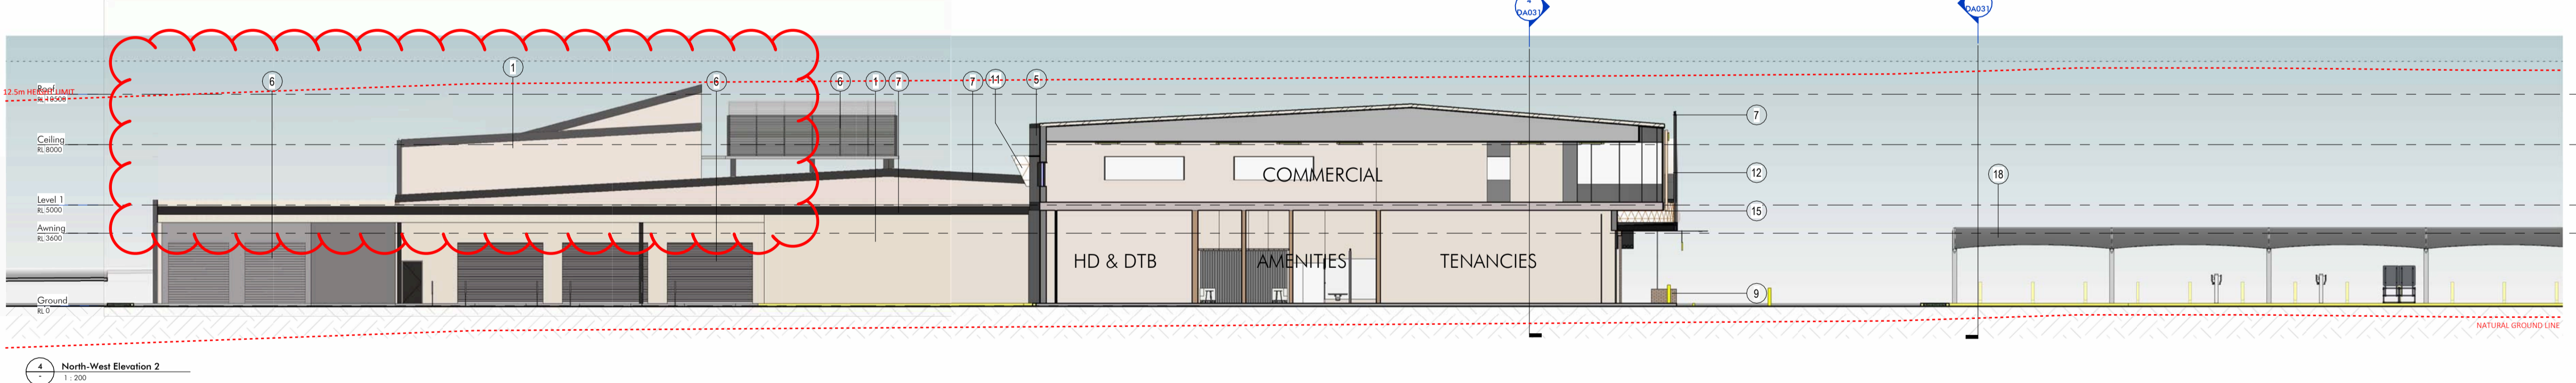 4
DA031
DA031
1
6
6
6
1
7
7
11
5
12.5m HEIGHT LIMIT
Roof
RL 10500
7
Ceiling
RL 8000
COMMERCIAL
12
18
Level 1
RL 5000
15
Awning
RL 3600
HD & DTB
AMENITIES
TENANCIES
9
Ground
RL 0
NATURAL GROUND LINE
4
-
North-West Elevation 2
1 : 200